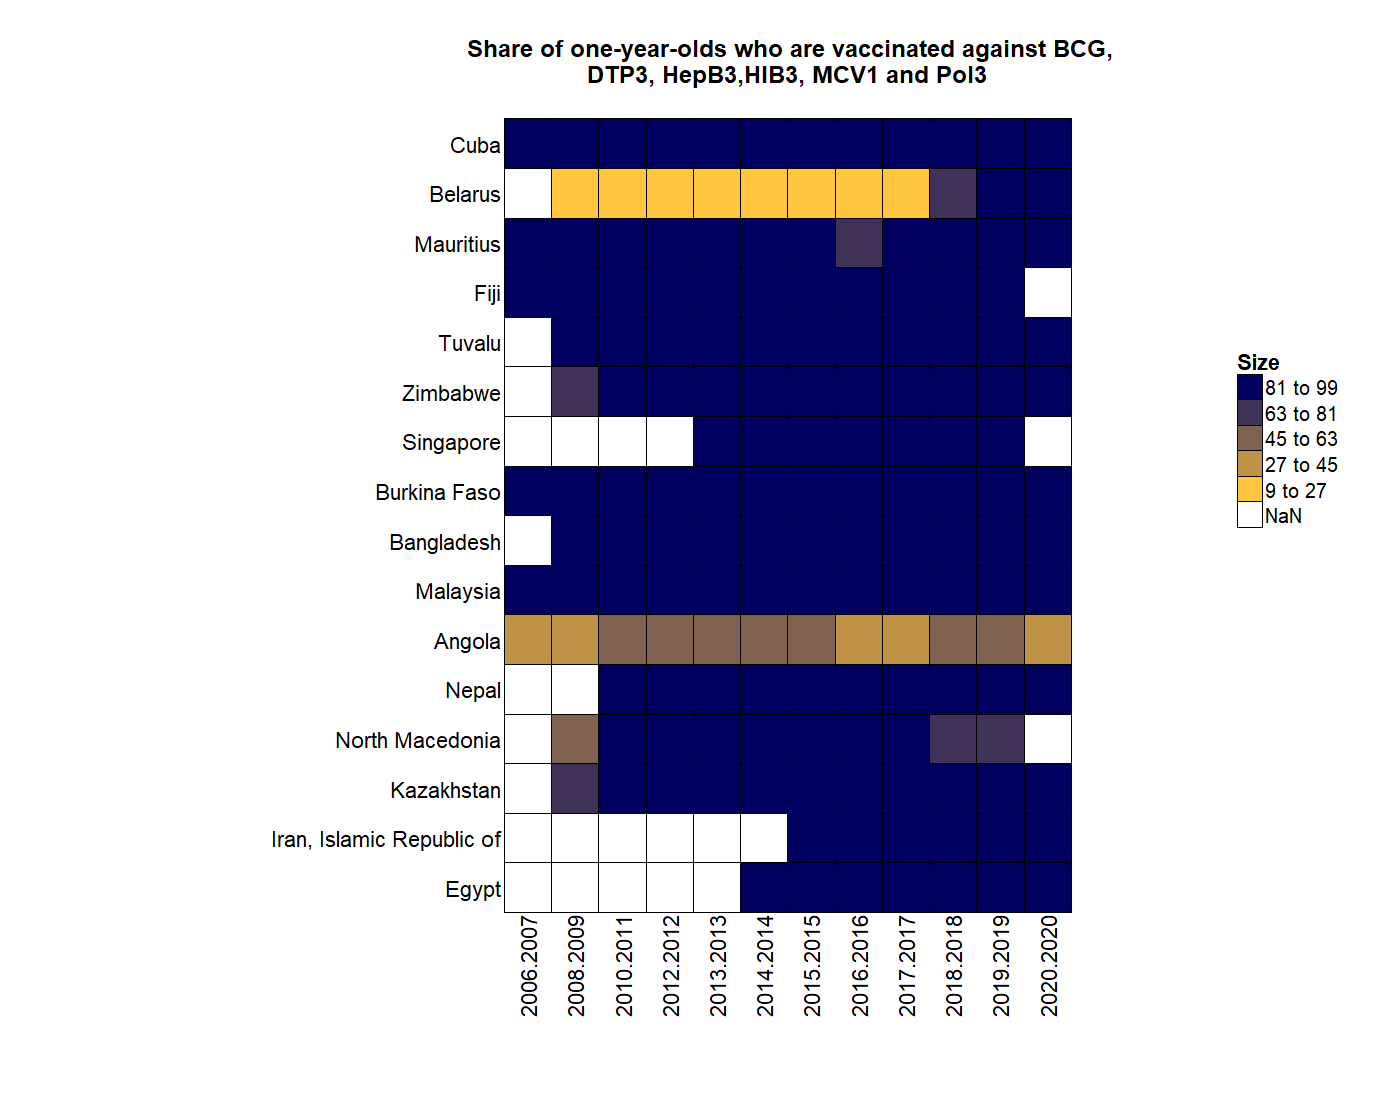 Share of one-year-olds who are vaccinated against BCG,
DTP3, HepB3,HIB3, MCV1 and Pol3
Cuba
Belarus
Mauritius
Fiji
Tuvalu
Zimbabwe
Singapore
Burkina Faso
Bangladesh
Malaysia
Angola
Nepal
North Macedonia
Kazakhstan
Iran, Islamic Republic of
Egypt
2006.2007
2008.2009
2010.2011
2012.2012
2013.2013
2014.2014
2015.2015
2016.2016
2017.2017
2018.2018
2019.2019
2020.2020
Size
81 to 99
63 to 81
45 to 63
27 to 45
9 to 27
NaN